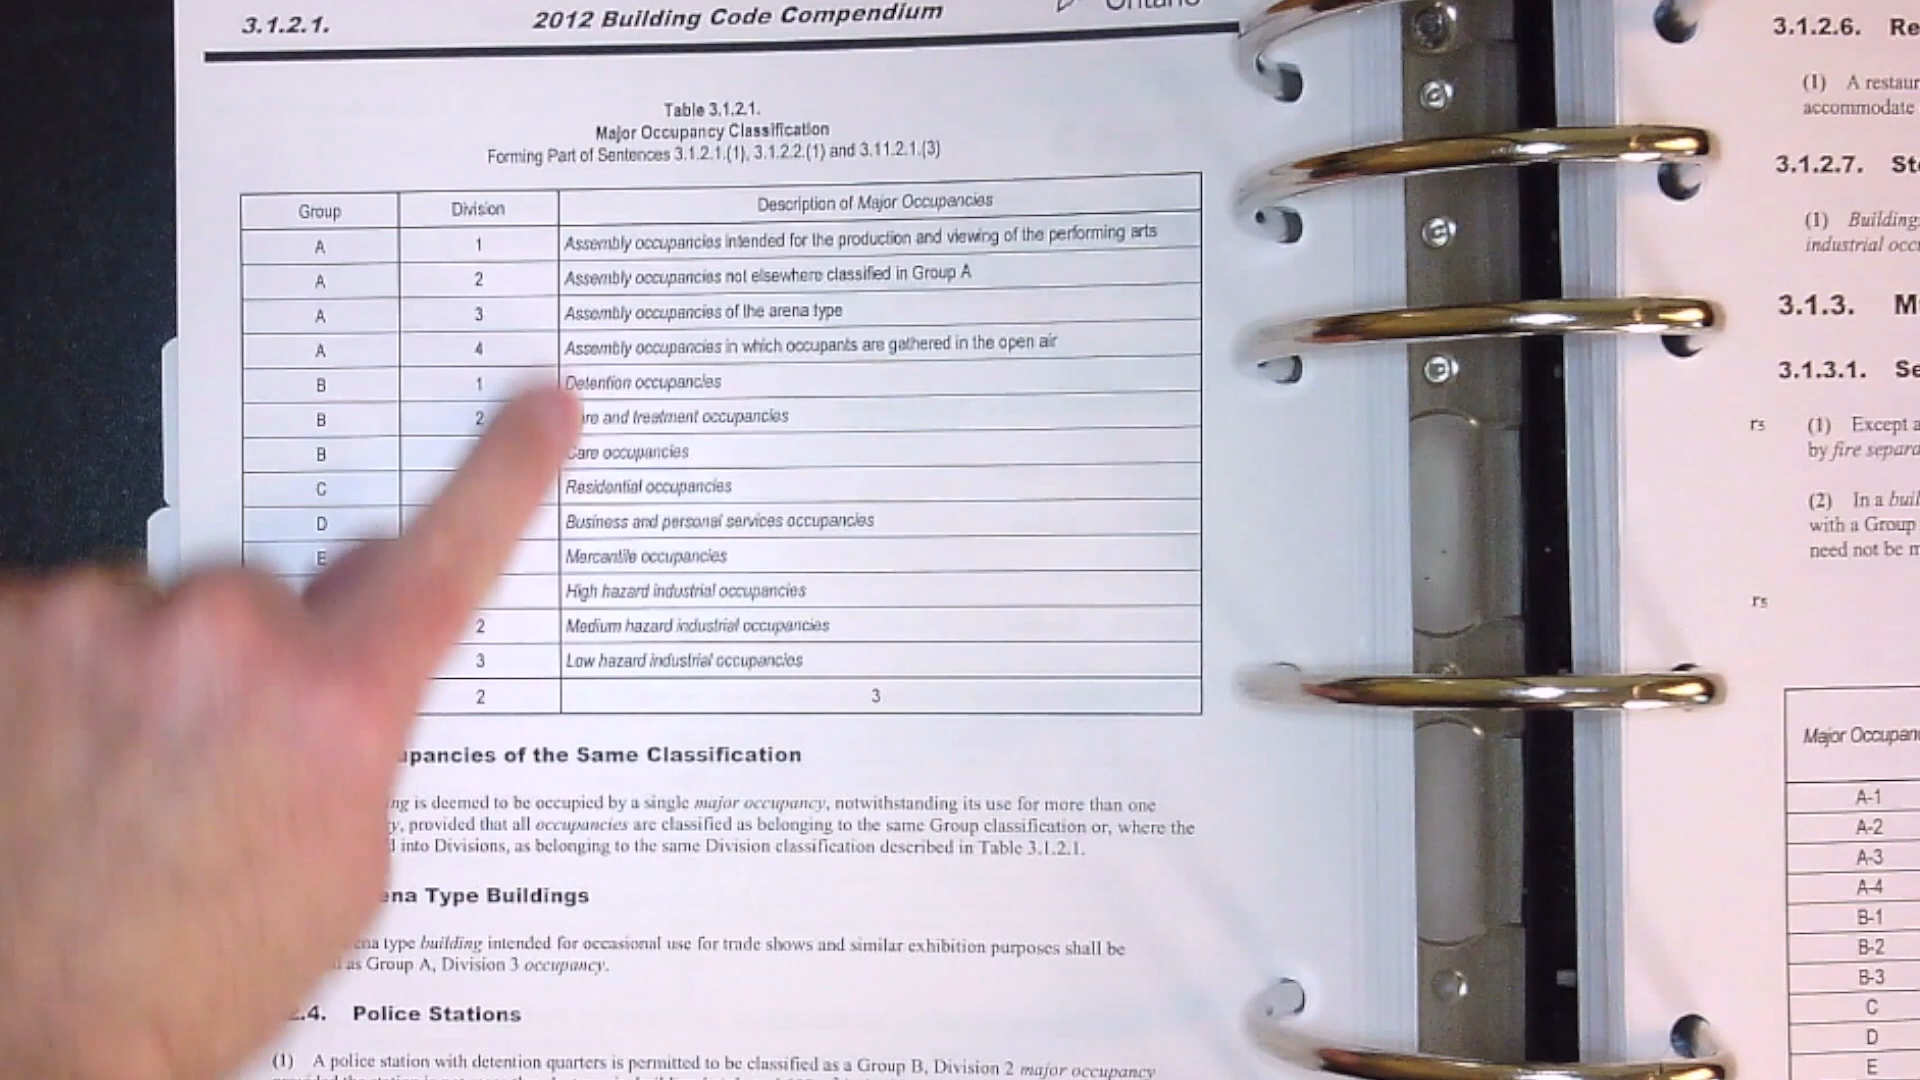 3.1.2.1. 2012 Building Code Compendium Ontario
Table 3.1.2.1.
Major Occupancy Classification
Forming Part of Sentences 3.1.2.1.(1), 3.1.2.2.(1) and 3.11.2.1.(3)
Group Division Description of Major Occupancies
A 1 Assembly occupancies intended for the production and viewing of the performing arts
A 2 Assembly occupancies not elsewhere classified in Group A
A 3 Assembly occupancies of the arena type
A 4 Assembly occupancies in which occupants are gathered in the open air
B 1 Detention occupancies
B 2 and treatment occupancies
B Care occupancies
C Residential occupancies
D Business and personal services occupancies
E Mercantile occupancies
High hazard industrial occupancies
2 Medium hazard industrial occupancies
3 Low hazard industrial occupancies
2 3
upancies of the Same Classification
ng is deemed to be occupied by a single major occupancy, notwithstanding its use for more than one
y, provided that all occupancies are classified as belonging to the same Group classification or, where the
into Divisions, as belonging to the same Division classification described in Table 3.1.2.1.
ena Type Buildings
ena type building intended for occasional use for trade shows and similar exhibition purposes shall be
as Group A, Division 3 occupancy.
.4. Police Stations
(1) A police station with detention quarters is permitted to be classified as a Group B, Division 2 major occupancy
3.1.2.6. Re
(1) A restaur
accommodate
3.1.2.7. St
(1) Building
industrial occ
3.1.3. M
3.1.3.1. Se
rs (1) Except a
by fire separa
(2) In a buil
with a Group
need not be m
rs
Major Occupan
A-1
A-2
A-3
A-4
B-1
B-2
B-3
C
D
E